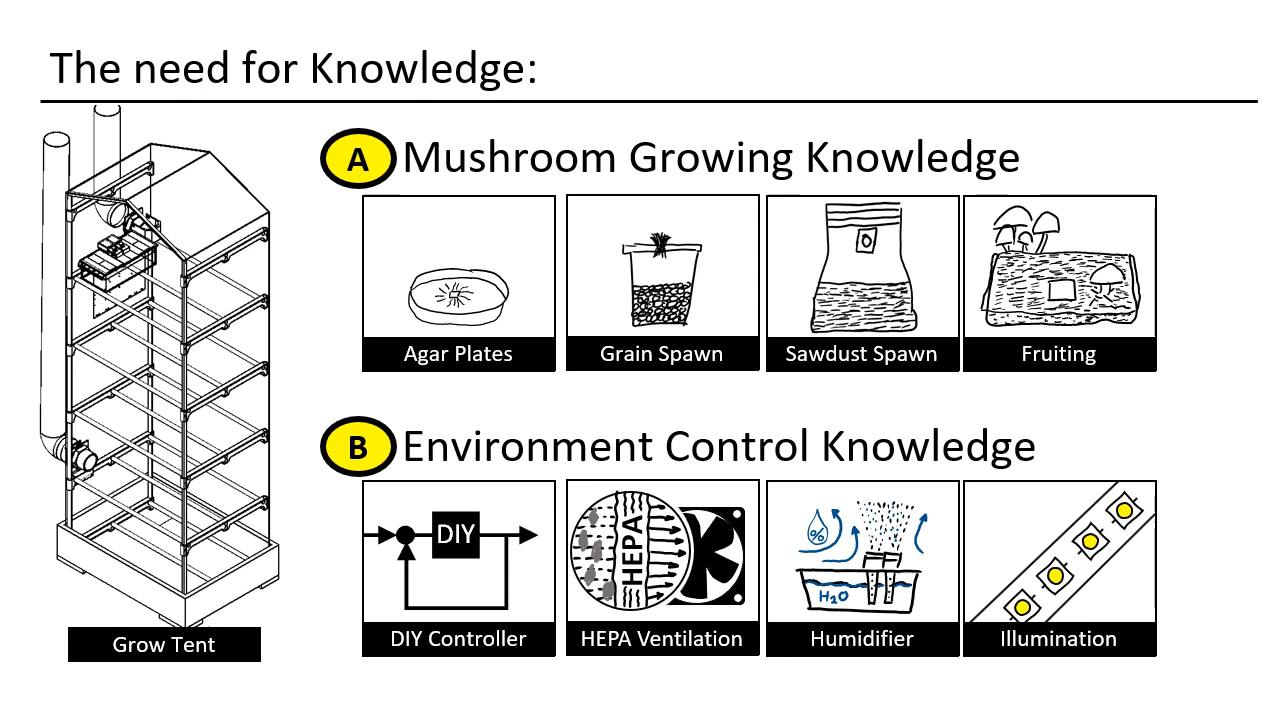 The need for Knowledge:
A Mushroom Growing Knowledge
Agar Plates
Grain Spawn
Sawdust Spawn
Fruiting
B Environment Control Knowledge
DIY
HEPA
%
H₂O
DIY Controller
HEPA Ventilation
Humidifier
Illumination
Grow Tent